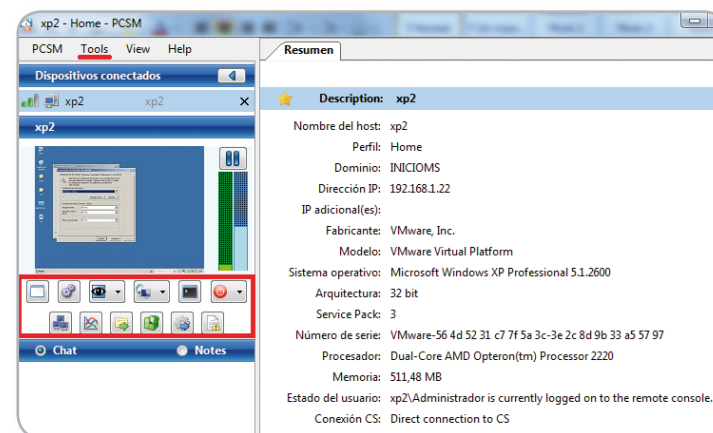 xp2 - Home - PCSM
PCSM Tools View Help
Dispositivos conectados
xp2 xp2
xp2
Chat Notes
Resumen
Description: xp2
Nombre del host: xp2
Perfil: Home
Dominio: INICIOMS
Dirección IP: 192.168.1.22
IP adicional(es):
Fabricante: VMware, Inc.
Modelo: VMware Virtual Platform
Sistema operativo: Microsoft Windows XP Professional 5.1.2600
Arquitectura: 32 bit
Service Pack: 3
Número de serie: VMware-56 4d 52 31 c7 7f 5a 3c-3e 2c 8d 9b 33 a5 57 97
Procesador: Dual-Core AMD Opteron(tm) Processor 2220
Memoria: 511,48 MB
Estado del usuario: xp2\Administrador is currently logged on to the remote console.
Conexión CS: Direct connection to CS